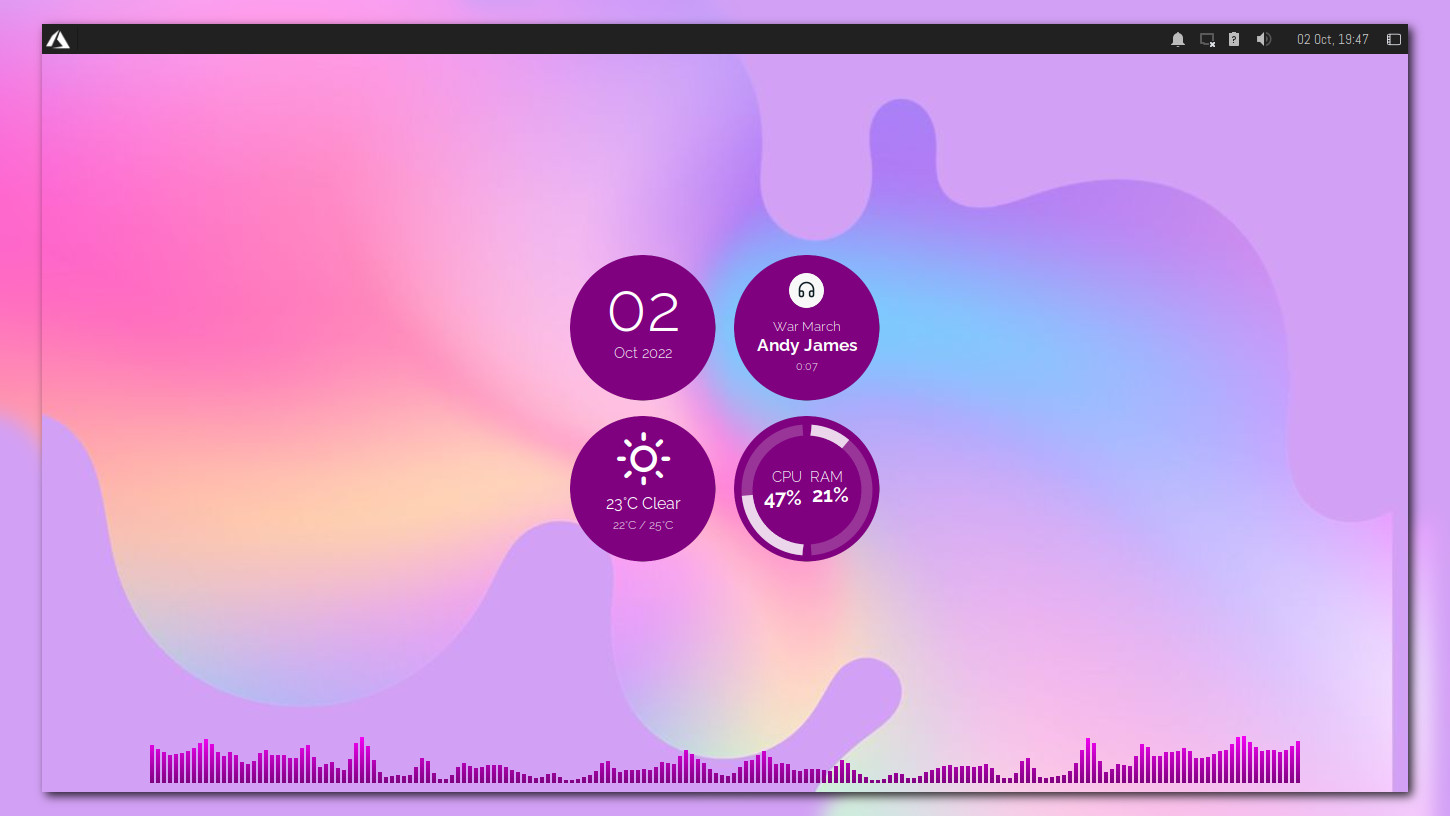 02 Oct, 19:47
02
Oct 2022
War March
Andy James
0:07
23°C Clear
22°C / 25°C
CPU RAM
47% 21%